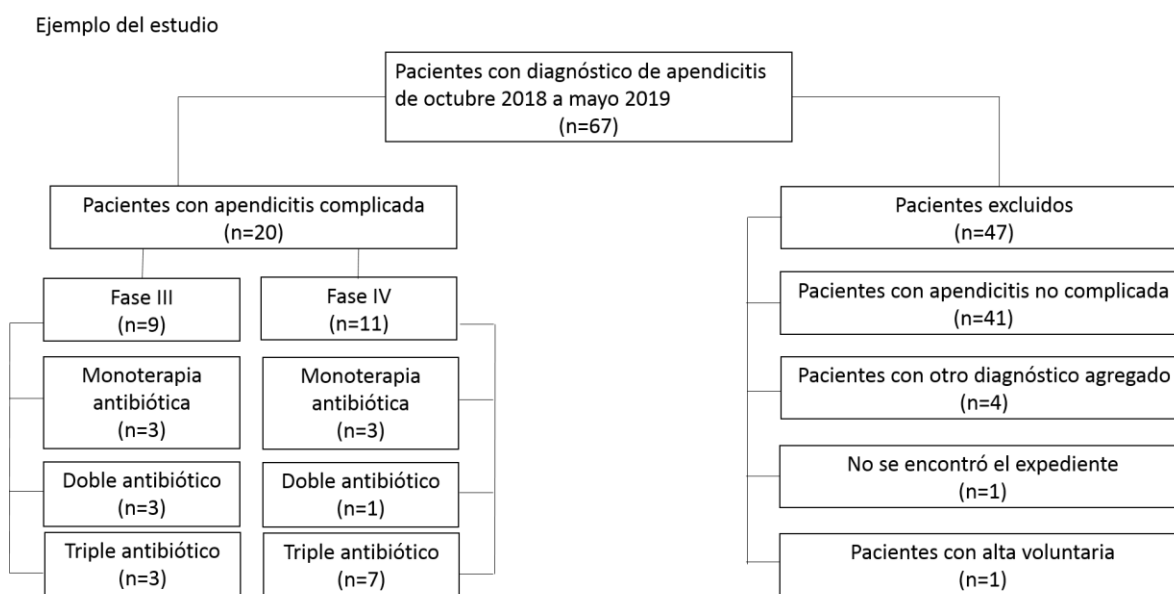 Ejemplo del estudio
Pacientes con diagnóstico de apendicitis
de octubre 2018 a mayo 2019
(n=67)
Pacientes con apendicitis complicada
(n=20)
Fase III
(n=9)
Monoterapia
antibiótica
(n=3)
Doble antibiótico
(n=3)
Triple antibiótico
(n=3)
Fase IV
(n=11)
Monoterapia
antibiótica
(n=3)
Doble antibiótico
(n=1)
Triple antibiótico
(n=7)
Pacientes excluidos
(n=47)
Pacientes con apendicitis no complicada
(n=41)
Pacientes con otro diagnóstico agregado
(n=4)
No se encontró el expediente
(n=1)
Pacientes con alta voluntaria
(n=1)